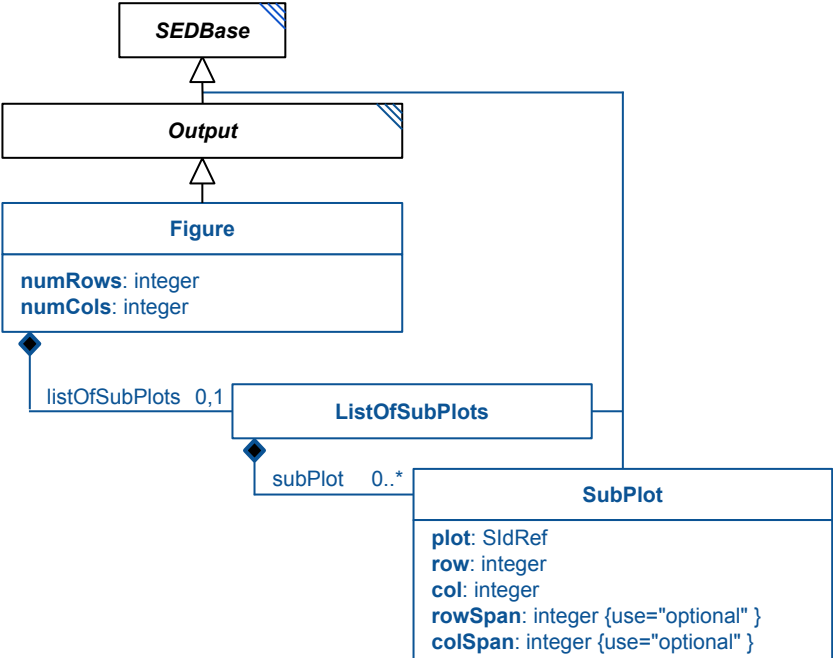 SEDBase
Output
Figure
numRows: integer
numCols: integer
listOfSubPlots 0,1
ListOfSubPlots
subPlot 0..*
SubPlot
plot: SIdRef
row: integer
col: integer
rowSpan: integer {use="optional" }
colSpan: integer {use="optional" }